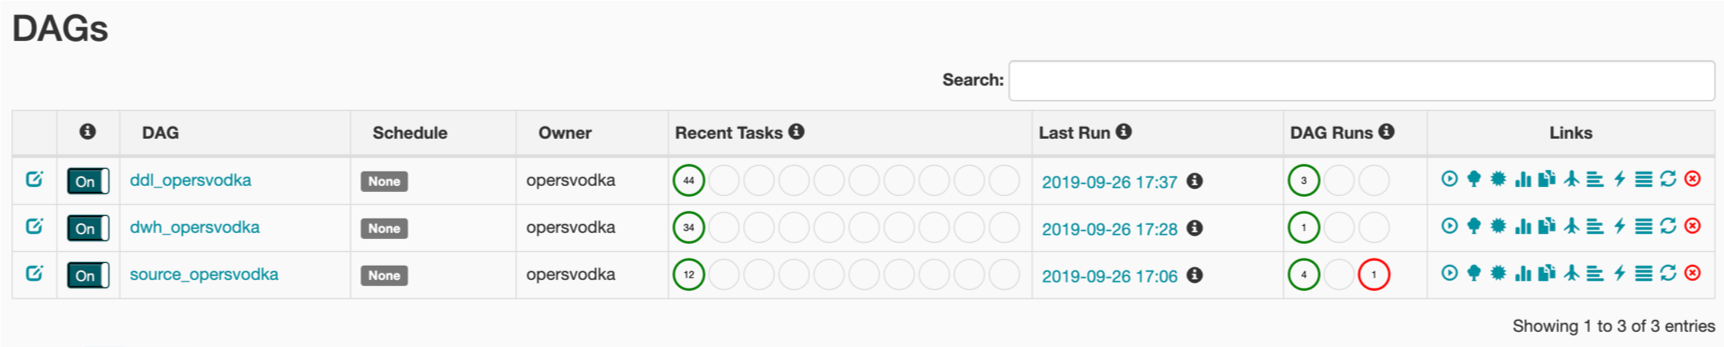 DAGs
Search:
DAG Schedule Owner Recent Tasks Last Run DAG Runs Links
On ddl_opersvodka None opersvodka 44 2019-09-26 17:37 3
On dwh_opersvodka None opersvodka 34 2019-09-26 17:28 1
On source_opersvodka None opersvodka 12 2019-09-26 17:06 4 1
Showing 1 to 3 of 3 entries